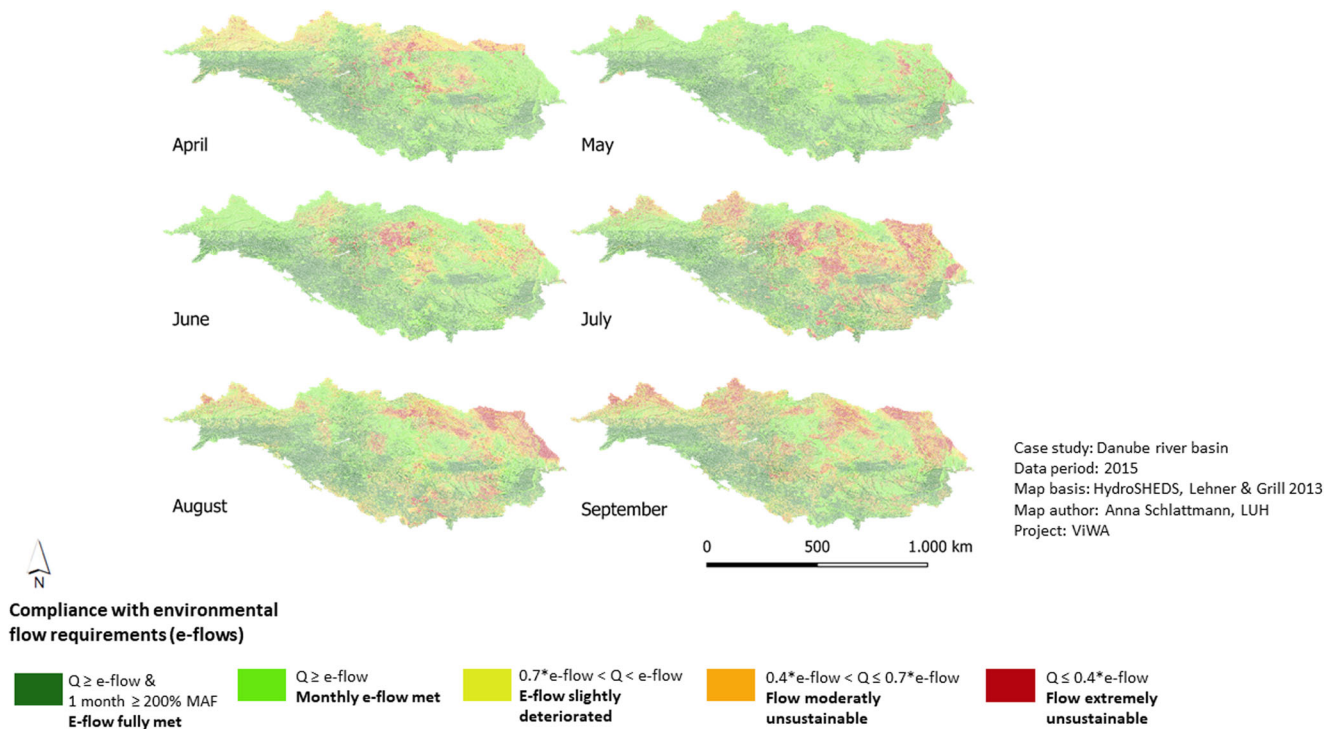 April
May
June
July
August
September
Case study: Danube river basin
Data period: 2015
Map basis: HydroSHEDS, Lehner & Grill 2013
Map author: Anna Schlattmann, LUH
Project: ViWA
0 500 1.000 km
N
Compliance with environmental
flow requirements (e-flows)
Q ≥ e-flow &
1 month ≥ 200% MAF
E-flow fully met
Q ≥ e-flow
Monthly e-flow met
0.7*e-flow < Q < e-flow
E-flow slightly
deteriorated
0.4*e-flow < Q ≤ 0.7*e-flow
Flow moderatly
unsustainable
Q ≤ 0.4*e-flow
Flow extremely
unsustainable